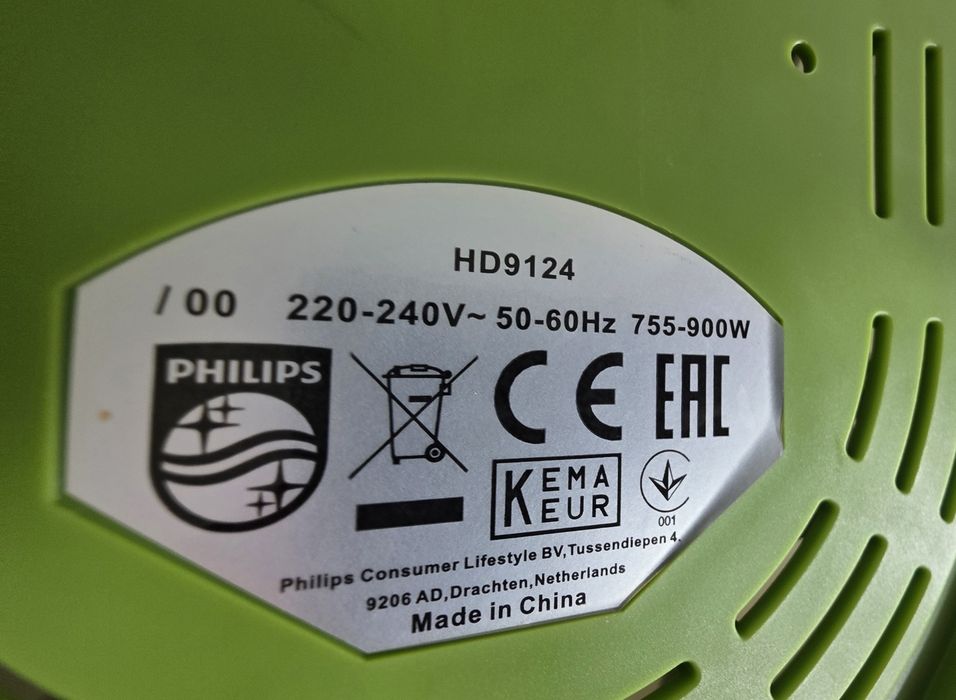 HD9124
/ 00 220-240V~ 50-60Hz 755-900W
PHILIPS
CE EAC
KEMA
KEUR
001
Philips Consumer Lifestyle BV,Tussendiepen 4.
9206 AD,Drachten,Netherlands
Made in China